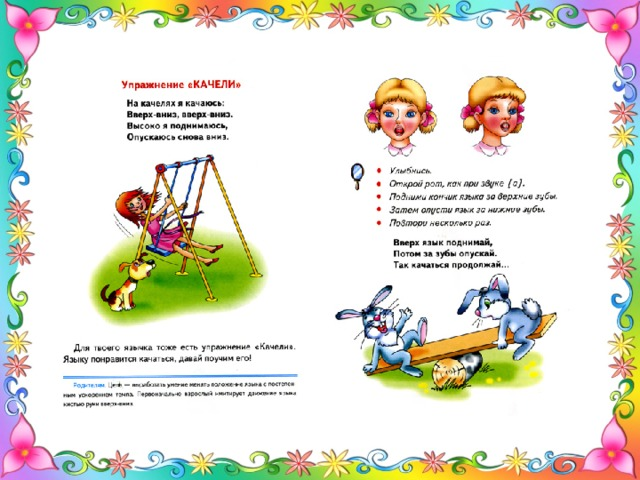 Упражнение «КАЧЕЛИ»
На качелях я качаюсь:
Вверх-вниз, вверх-вниз.
Высоко я поднимаюсь,
Опускаюсь снова вниз.
Для твоего язычка тоже есть упражнение «Качели».
Языку понравится качаться, давай поучим его!
Родителям. Цель — вырабатывать умение менять положение языка с постепен-
ным ускорением темпа. Первоначально взрослый имитирует движение языка
кистью руки вверх-вниз.
Улыбнись.
Открой рот, как при звуке [а].
Подними кончик языка за верхние зубы.
Затем опусти язык за нижние зубы.
Повтори несколько раз.
Вверх язык поднимай,
Потом за зубы опускай.
Так качаться продолжай...